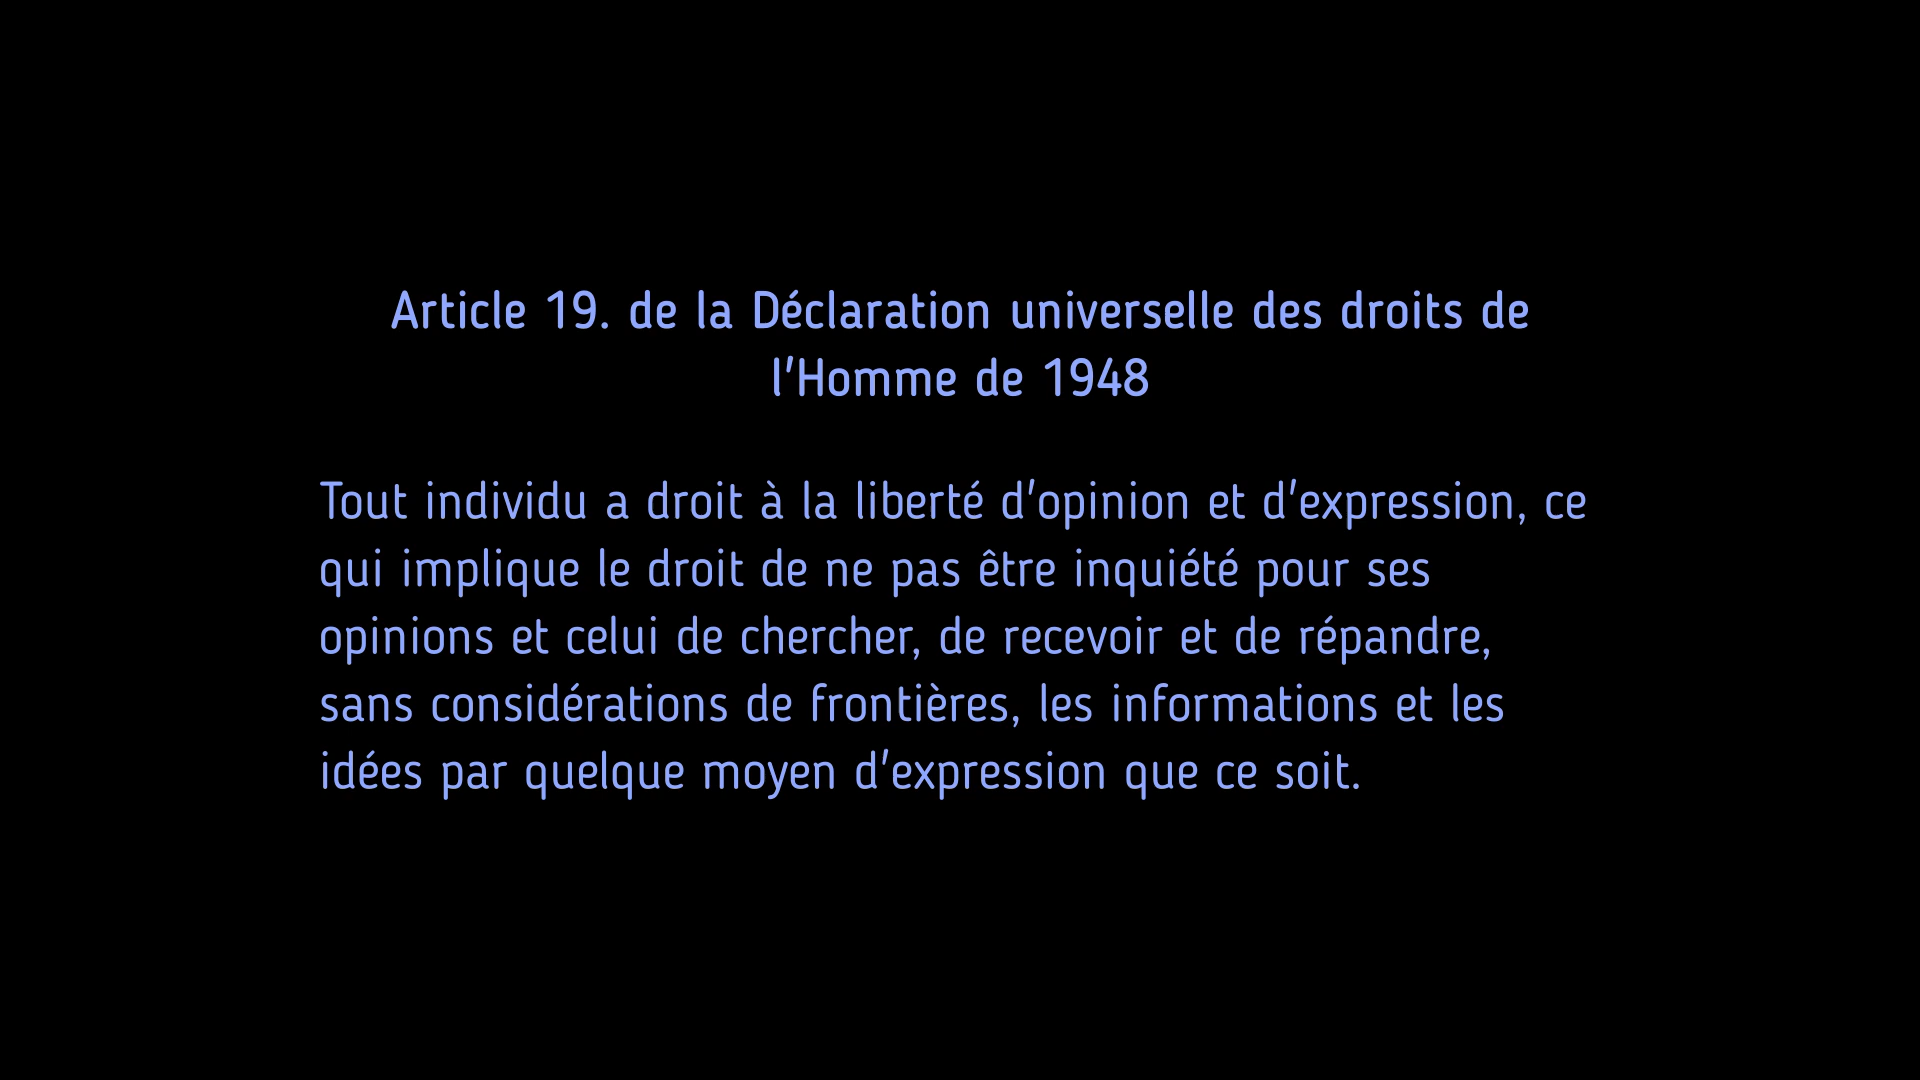 Article 19. de la Déclaration universelle des droits de
l'Homme de 1948
Tout individu a droit à la liberté d'opinion et d'expression, ce
qui implique le droit de ne pas être inquiété pour ses
opinions et celui de chercher, de recevoir et de répandre,
sans considérations de frontières, les informations et les
idées par quelque moyen d'expression que ce soit.